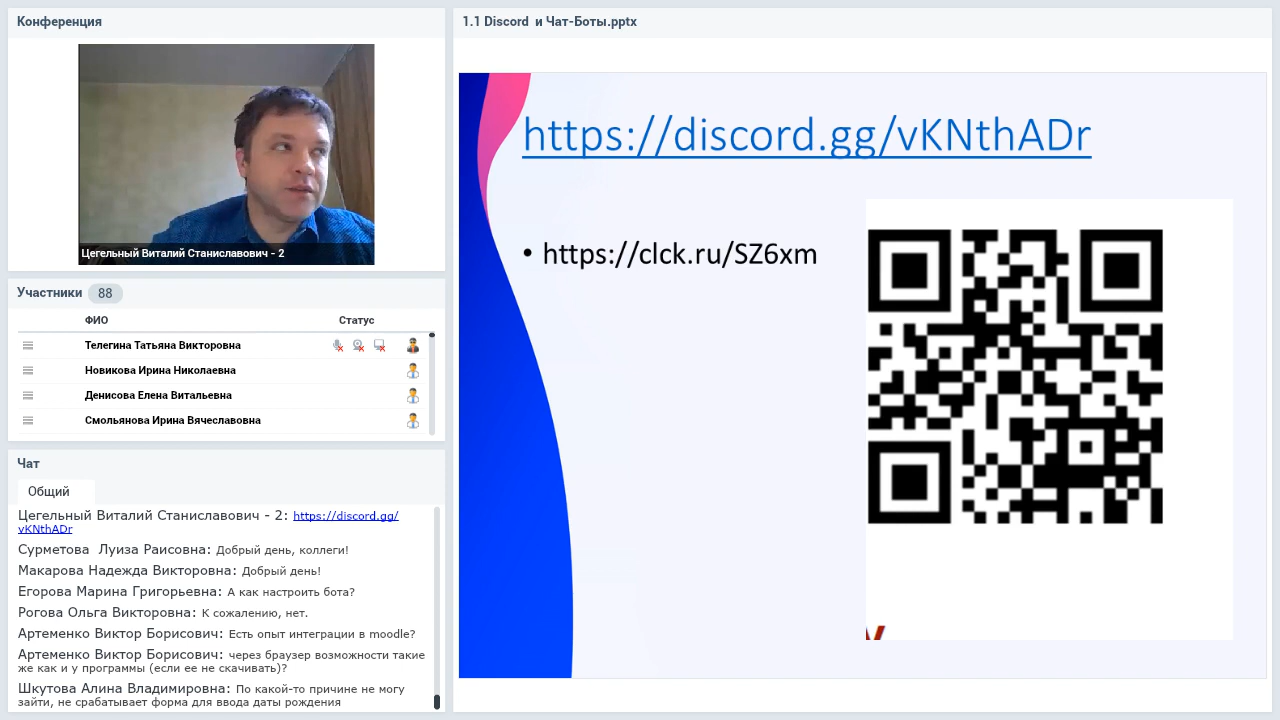 Конференция
Цегельный Виталий Станиславович - 2
Участники 88
ФИО Статус
Телегина Татьяна Викторовна
Новикова Ирина Николаевна
Денисова Елена Витальевна
Смольянова Ирина Вячеславовна
Чат
Общий
Цегельный Виталий Станиславович - 2: https://discord.gg/
vKNthADr
Сурметова Луиза Раисовна: Добрый день, коллеги!
Макарова Надежда Викторовна: Добрый день!
Егорова Марина Григорьевна: А как настроить бота?
Рогова Ольга Викторовна: К сожалению, нет.
Артеменко Виктор Борисович: Есть опыт интеграции в moodle?
Артеменко Виктор Борисович: через браузер возможности такие
же как и у программы (если ее не скачивать)?
Шкутова Алина Владимировна: По какой-то причине не могу
зайти, не срабатывает форма для ввода даты рождения
1.1 Discord и Чат-Боты.pptx
https://discord.gg/vKNthADr
• https://clck.ru/SZ6xm